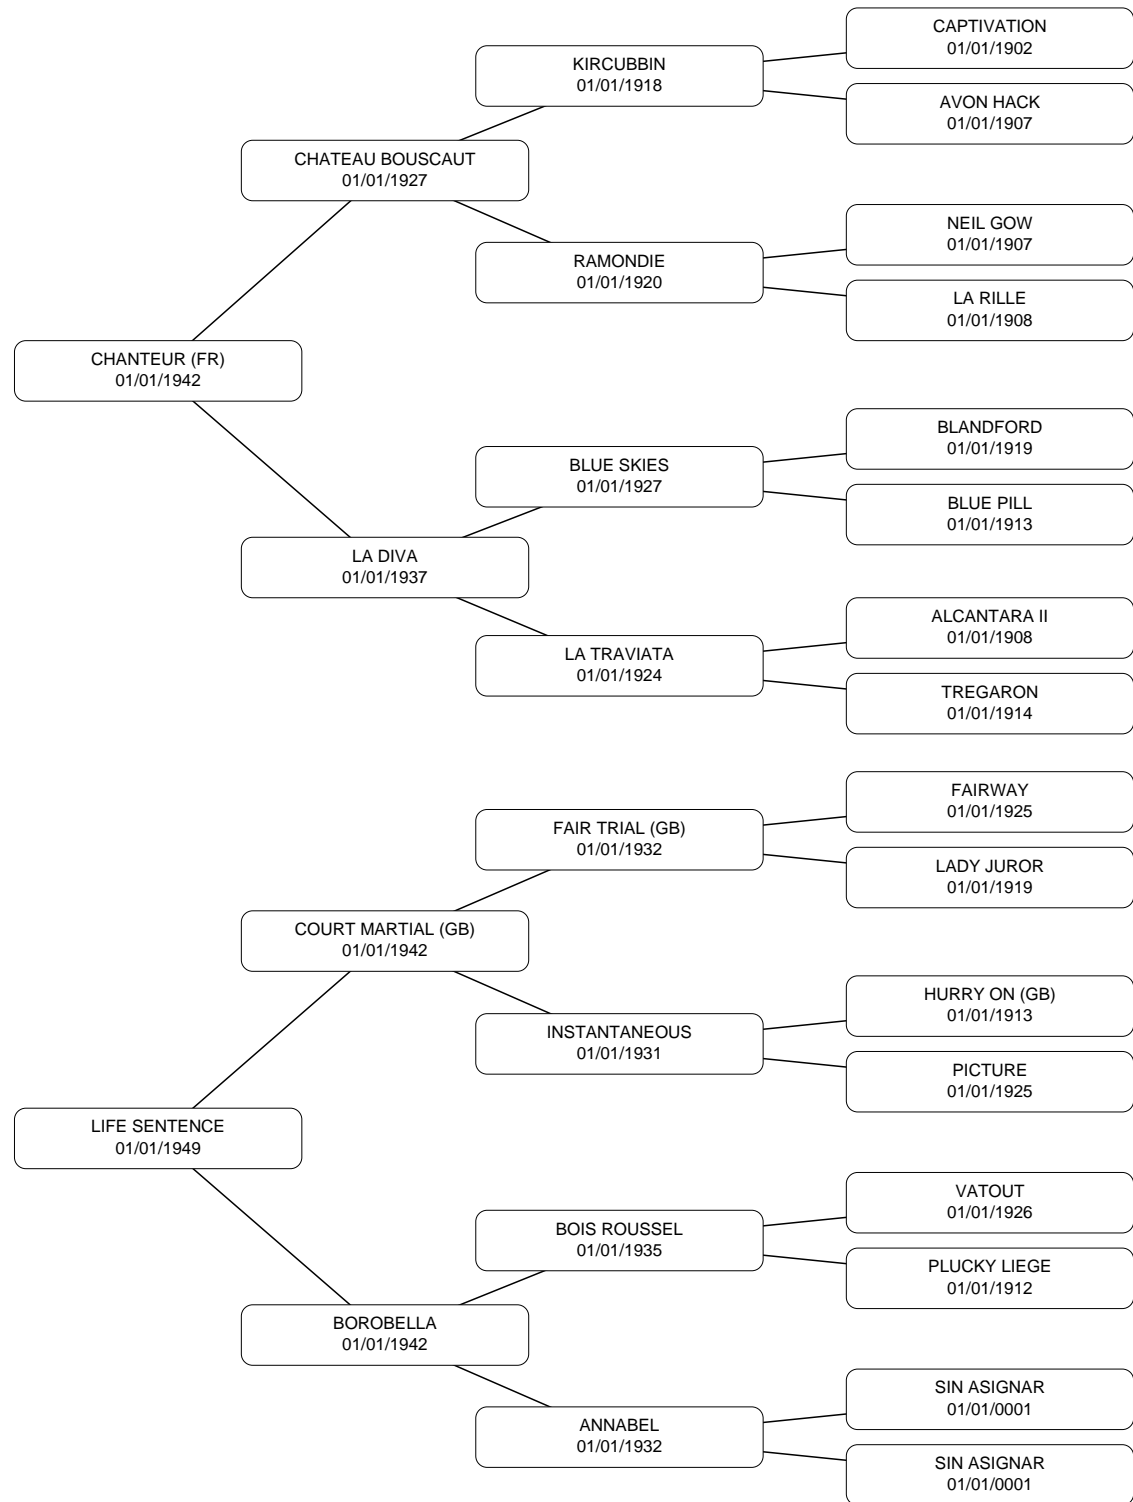 CAPTIVATION
01/01/1902
KIRCUBBIN
01/01/1918
AVON HACK
01/01/1907
CHATEAU BOUSCAUT
01/01/1927
NEIL GOW
01/01/1907
RAMONDIE
01/01/1920
LA RILLE
01/01/1908
CHANTEUR (FR)
01/01/1942
BLANDFORD
01/01/1919
BLUE SKIES
01/01/1927
BLUE PILL
01/01/1913
LA DIVA
01/01/1937
ALCANTARA II
01/01/1908
LA TRAVIATA
01/01/1924
TREGARON
01/01/1914
FAIRWAY
01/01/1925
FAIR TRIAL (GB)
01/01/1932
LADY JUROR
01/01/1919
COURT MARTIAL (GB)
01/01/1942
HURRY ON (GB)
01/01/1913
INSTANTANEOUS
01/01/1931
PICTURE
01/01/1925
LIFE SENTENCE
01/01/1949
VATOUT
01/01/1926
BOIS ROUSSEL
01/01/1935
PLUCKY LIEGE
01/01/1912
BOROBELLA
01/01/1942
SIN ASIGNAR
01/01/0001
ANNABEL
01/01/1932
SIN ASIGNAR
01/01/0001